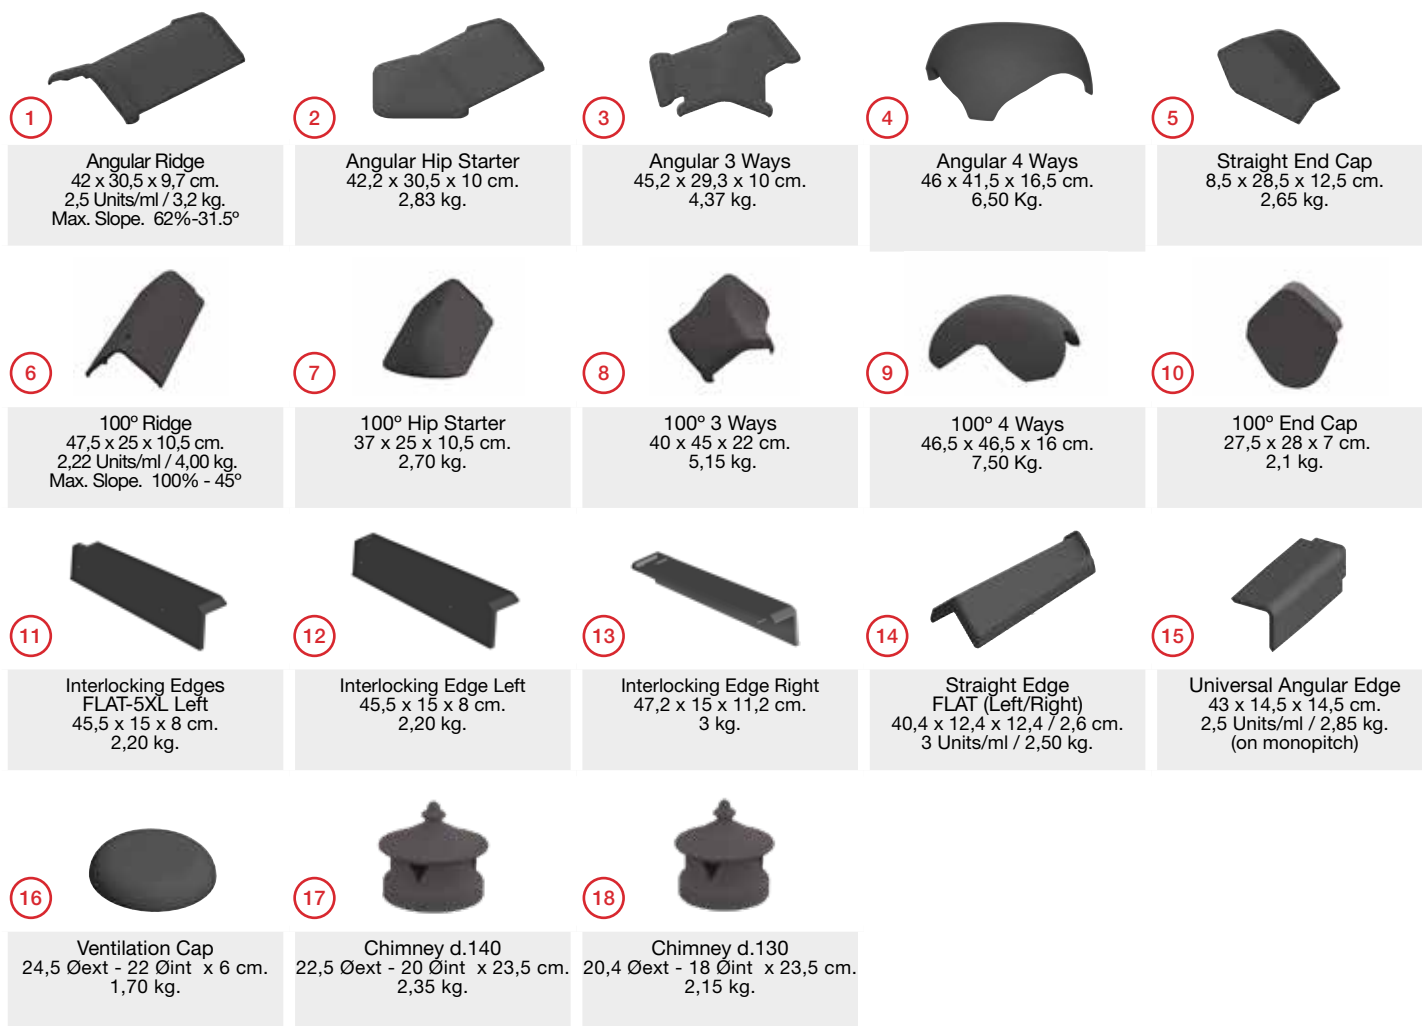 1
Angular Ridge
42 x 30,5 x 9,7 cm.
2,5 Units/ml / 3,2 kg.
Max. Slope. 62%-31.5º
2
Angular Hip Starter
42,2 x 30,5 x 10 cm.
2,83 kg.
3
Angular 3 Ways
45,2 x 29,3 x 10 cm.
4,37 kg.
4
Angular 4 Ways
46 x 41,5 x 16,5 cm.
6,50 Kg.
5
Straight End Cap
8,5 x 28,5 x 12,5 cm.
2,65 kg.
6
100º Ridge
47,5 x 25 x 10,5 cm.
2,22 Units/ml / 4,00 kg.
Max. Slope. 100% - 45º
7
100º Hip Starter
37 x 25 x 10,5 cm.
2,70 kg.
8
100º 3 Ways
40 x 45 x 22 cm.
5,15 kg.
9
100º 4 Ways
46,5 x 46,5 x 16 cm.
7,50 Kg.
10
100º End Cap
27,5 x 28 x 7 cm.
2,1 kg.
11
Interlocking Edges
FLAT-5XL Left
45,5 x 15 x 8 cm.
2,20 kg.
12
Interlocking Edge Left
45,5 x 15 x 8 cm.
2,20 kg.
13
Interlocking Edge Right
47,2 x 15 x 11,2 cm.
3 kg.
14
Straight Edge
FLAT (Left/Right)
40,4 x 12,4 x 12,4 / 2,6 cm.
3 Units/ml / 2,50 kg.
15
Universal Angular Edge
43 x 14,5 x 14,5 cm.
2,5 Units/ml / 2,85 kg.
(on monopitch)
16
Ventilation Cap
24,5 Øext - 22 Øint x 6 cm.
1,70 kg.
17
Chimney d.140
22,5 Øext - 20 Øint x 23,5 cm.
2,35 kg.
18
Chimney d.130
20,4 Øext - 18 Øint x 23,5 cm.
2,15 kg.